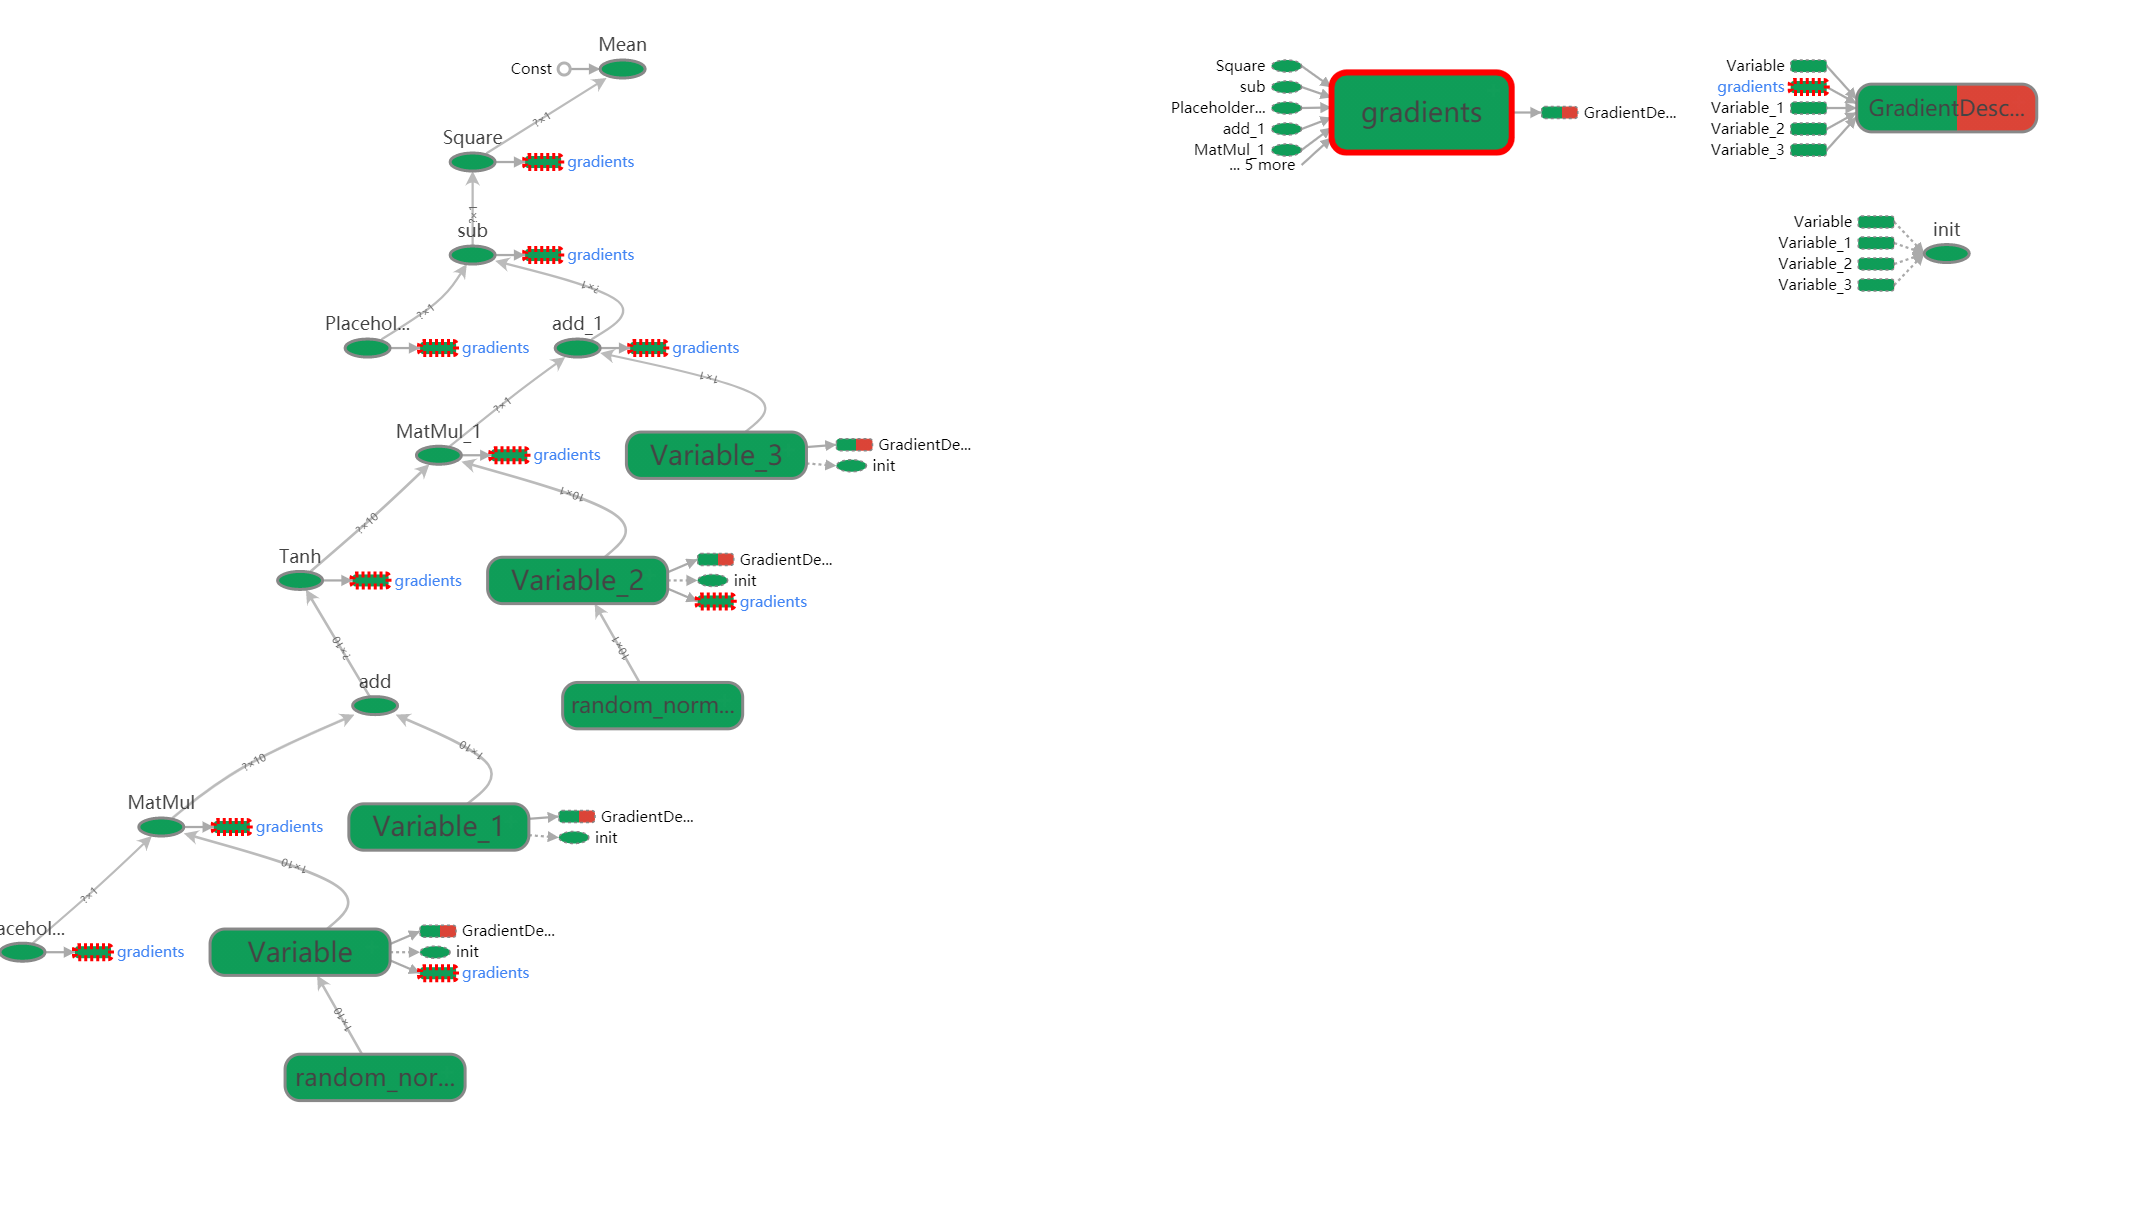 Mean
Const
?×1
Square
gradients
?×1
sub
gradients
?×1
?×1
Placehol...
gradients
add_1
gradients
?×1
1×1
MatMul_1
gradients
Variable_3
GradientDe...
init
?×10
10×1
Tanh
gradients
Variable_2
GradientDe...
init
gradients
?×10
10×1
add
random_norm...
?×10
1×10
MatMul
gradients
Variable_1
GradientDe...
init
?×1
1×10
acehol...
gradients
Variable
GradientDe...
init
gradients
1×10
random_nor...
Square
sub
Placeholder...
add_1
MatMul_1
... 5 more
gradients
GradientDe...
Variable
gradients
Variable_1
Variable_2
Variable_3
GradientDesc...
Variable
Variable_1
Variable_2
Variable_3
init